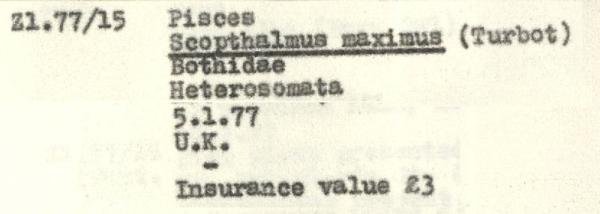 Z1.77/15 Pisces
Scopthalmus maximus (Turbot)
Bothidae
Heterosomata
5.1.77
U.K.
-
Insurance value £3